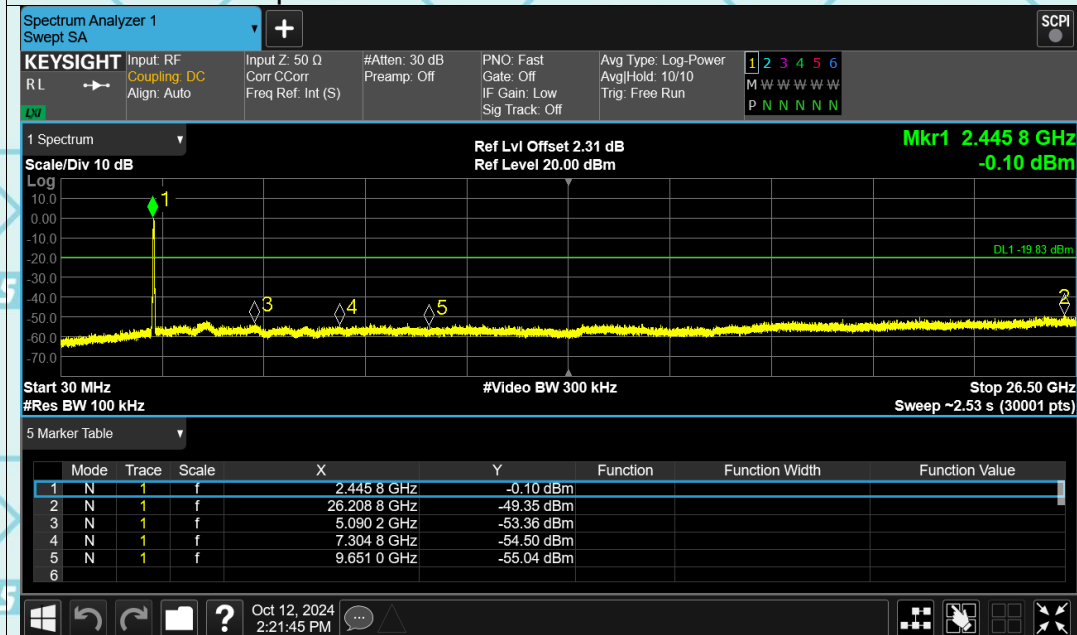 Spectrum Analyzer 1
Swept SA
+
SCPI
KEYSIGHT
R L
LXI
Input: RF
Coupling: DC
Align: Auto
Input Z: 50 Ω
Corr CCorr
Freq Ref: Int (S)
#Atten: 30 dB
Preamp: Off
PNO: Fast
Gate: Off
IF Gain: Low
Sig Track: Off
Avg Type: Log-Power
Avg|Hold: 10/10
Trig: Free Run
1 2 3 4 5 6
M W W W W W
P N N N N N
1 Spectrum
Scale/Div 10 dB
Ref Lvl Offset 2.31 dB
Ref Level 20.00 dBm
Mkr1 2.445 8 GHz
-0.10 dBm
Log
10.0
0.00
-10.0
-20.0
-30.0
-40.0
-50.0
-60.0
-70.0
1
DL1 -19.83 dBm
2
3
4
5
Start 30 MHz
#Video BW 300 kHz
Stop 26.50 GHz
#Res BW 100 kHz
Sweep ~2.53 s (30001 pts)
5 Marker Table
Mode Trace Scale X Y Function Function Width Function Value
1 N 1 f 2.445 8 GHz -0.10 dBm
2 N 1 f 26.208 8 GHz -49.35 dBm
3 N 1 f 5.090 2 GHz -53.36 dBm
4 N 1 f 7.304 8 GHz -54.50 dBm
5 N 1 f 9.651 0 GHz -55.04 dBm
6
?
Oct 12, 2024
2:21:45 PM